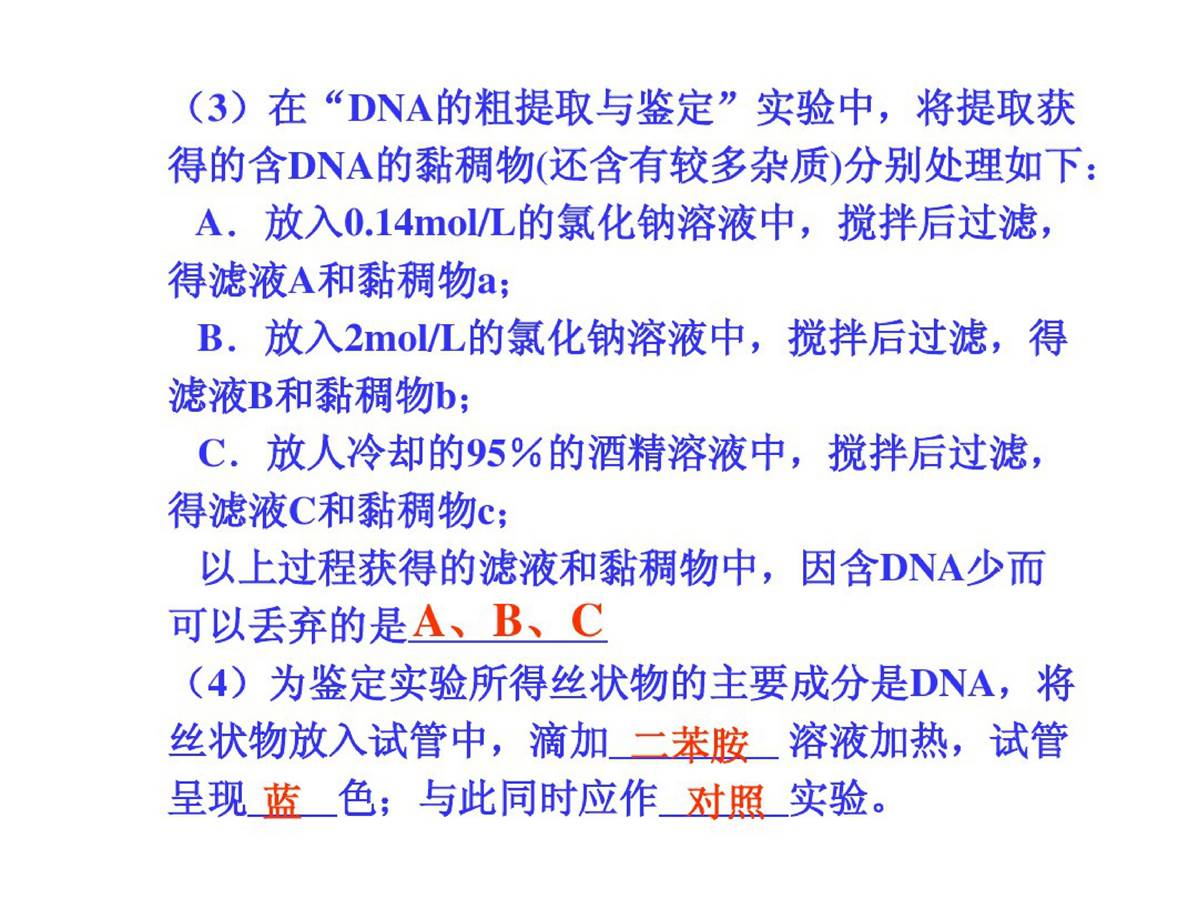 （3）在“DNA的粗提取与鉴定”实验中，将提取获
得的含DNA的黏稠物(还含有较多杂质)分别处理如下：
A．放入0.14mol/L的氯化钠溶液中，搅拌后过滤，
得滤液A和黏稠物a；
B．放入2mol/L的氯化钠溶液中，搅拌后过滤，得
滤液B和黏稠物b；
C．放人冷却的95％的酒精溶液中，搅拌后过滤，
得滤液C和黏稠物c；
以上过程获得的滤液和黏稠物中，因含DNA少而
可以丢弃的是A、B、C
（4）为鉴定实验所得丝状物的主要成分是DNA，将
丝状物放入试管中，滴加 二苯胺 溶液加热，试管
呈现 蓝 色；与此同时应作 对照 实验。